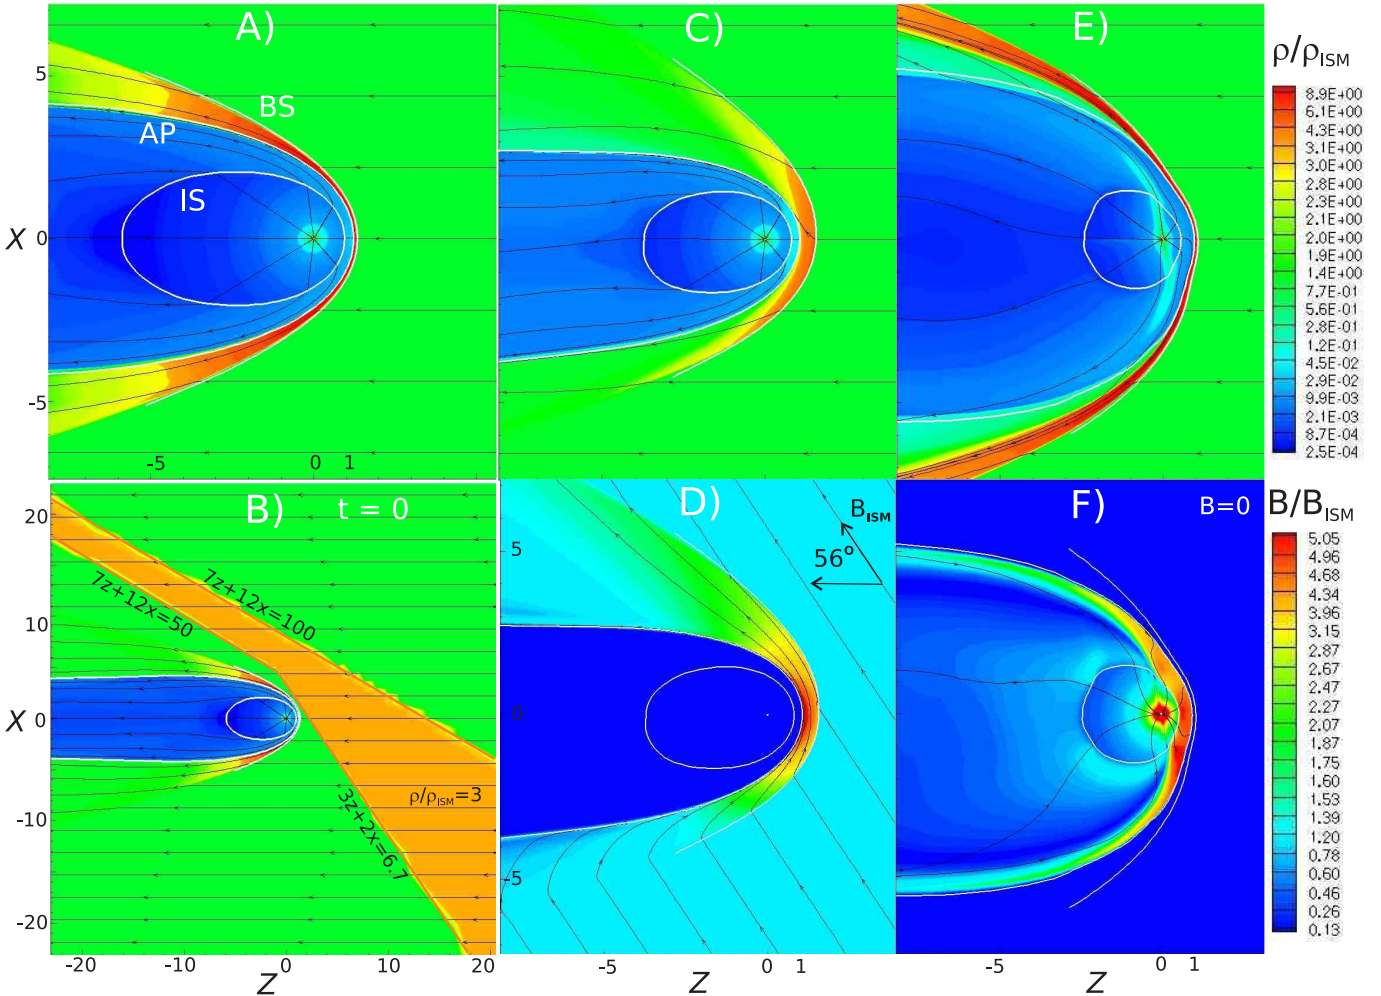 A)
C)
E)
ρ/ρISM
5
BS
AP
IS
X
0
-5
-5 0 1
8.9E+00
6.1E+00
4.3E+00
3.1E+00
3.0E+00
2.8E+00
2.3E+00
2.1E+00
2.0E+00
1.9E+00
1.4E+00
7.7E-01
5.6E-01
2.8E-01
1.2E-01
4.5E-02
2.9E-02
9.9E-03
2.1E-03
8.7E-04
2.5E-04
B)
t = 0
20
10
X 0
-10
-20
7z+12x=50
7z+12x=100
ρ/ρISM=3
3z+2x=6.7
-20 -10 0 10 20
Z
D)
BISM
56°
5
0
-5
-5 0 1
Z
F)
B=0
-5 0 1
Z
B/BISM
5.05
4.96
4.68
4.34
3.96
3.15
2.87
2.67
2.47
2.27
2.07
1.87
1.75
1.60
1.53
1.39
1.20
0.78
0.60
0.46
0.26
0.13